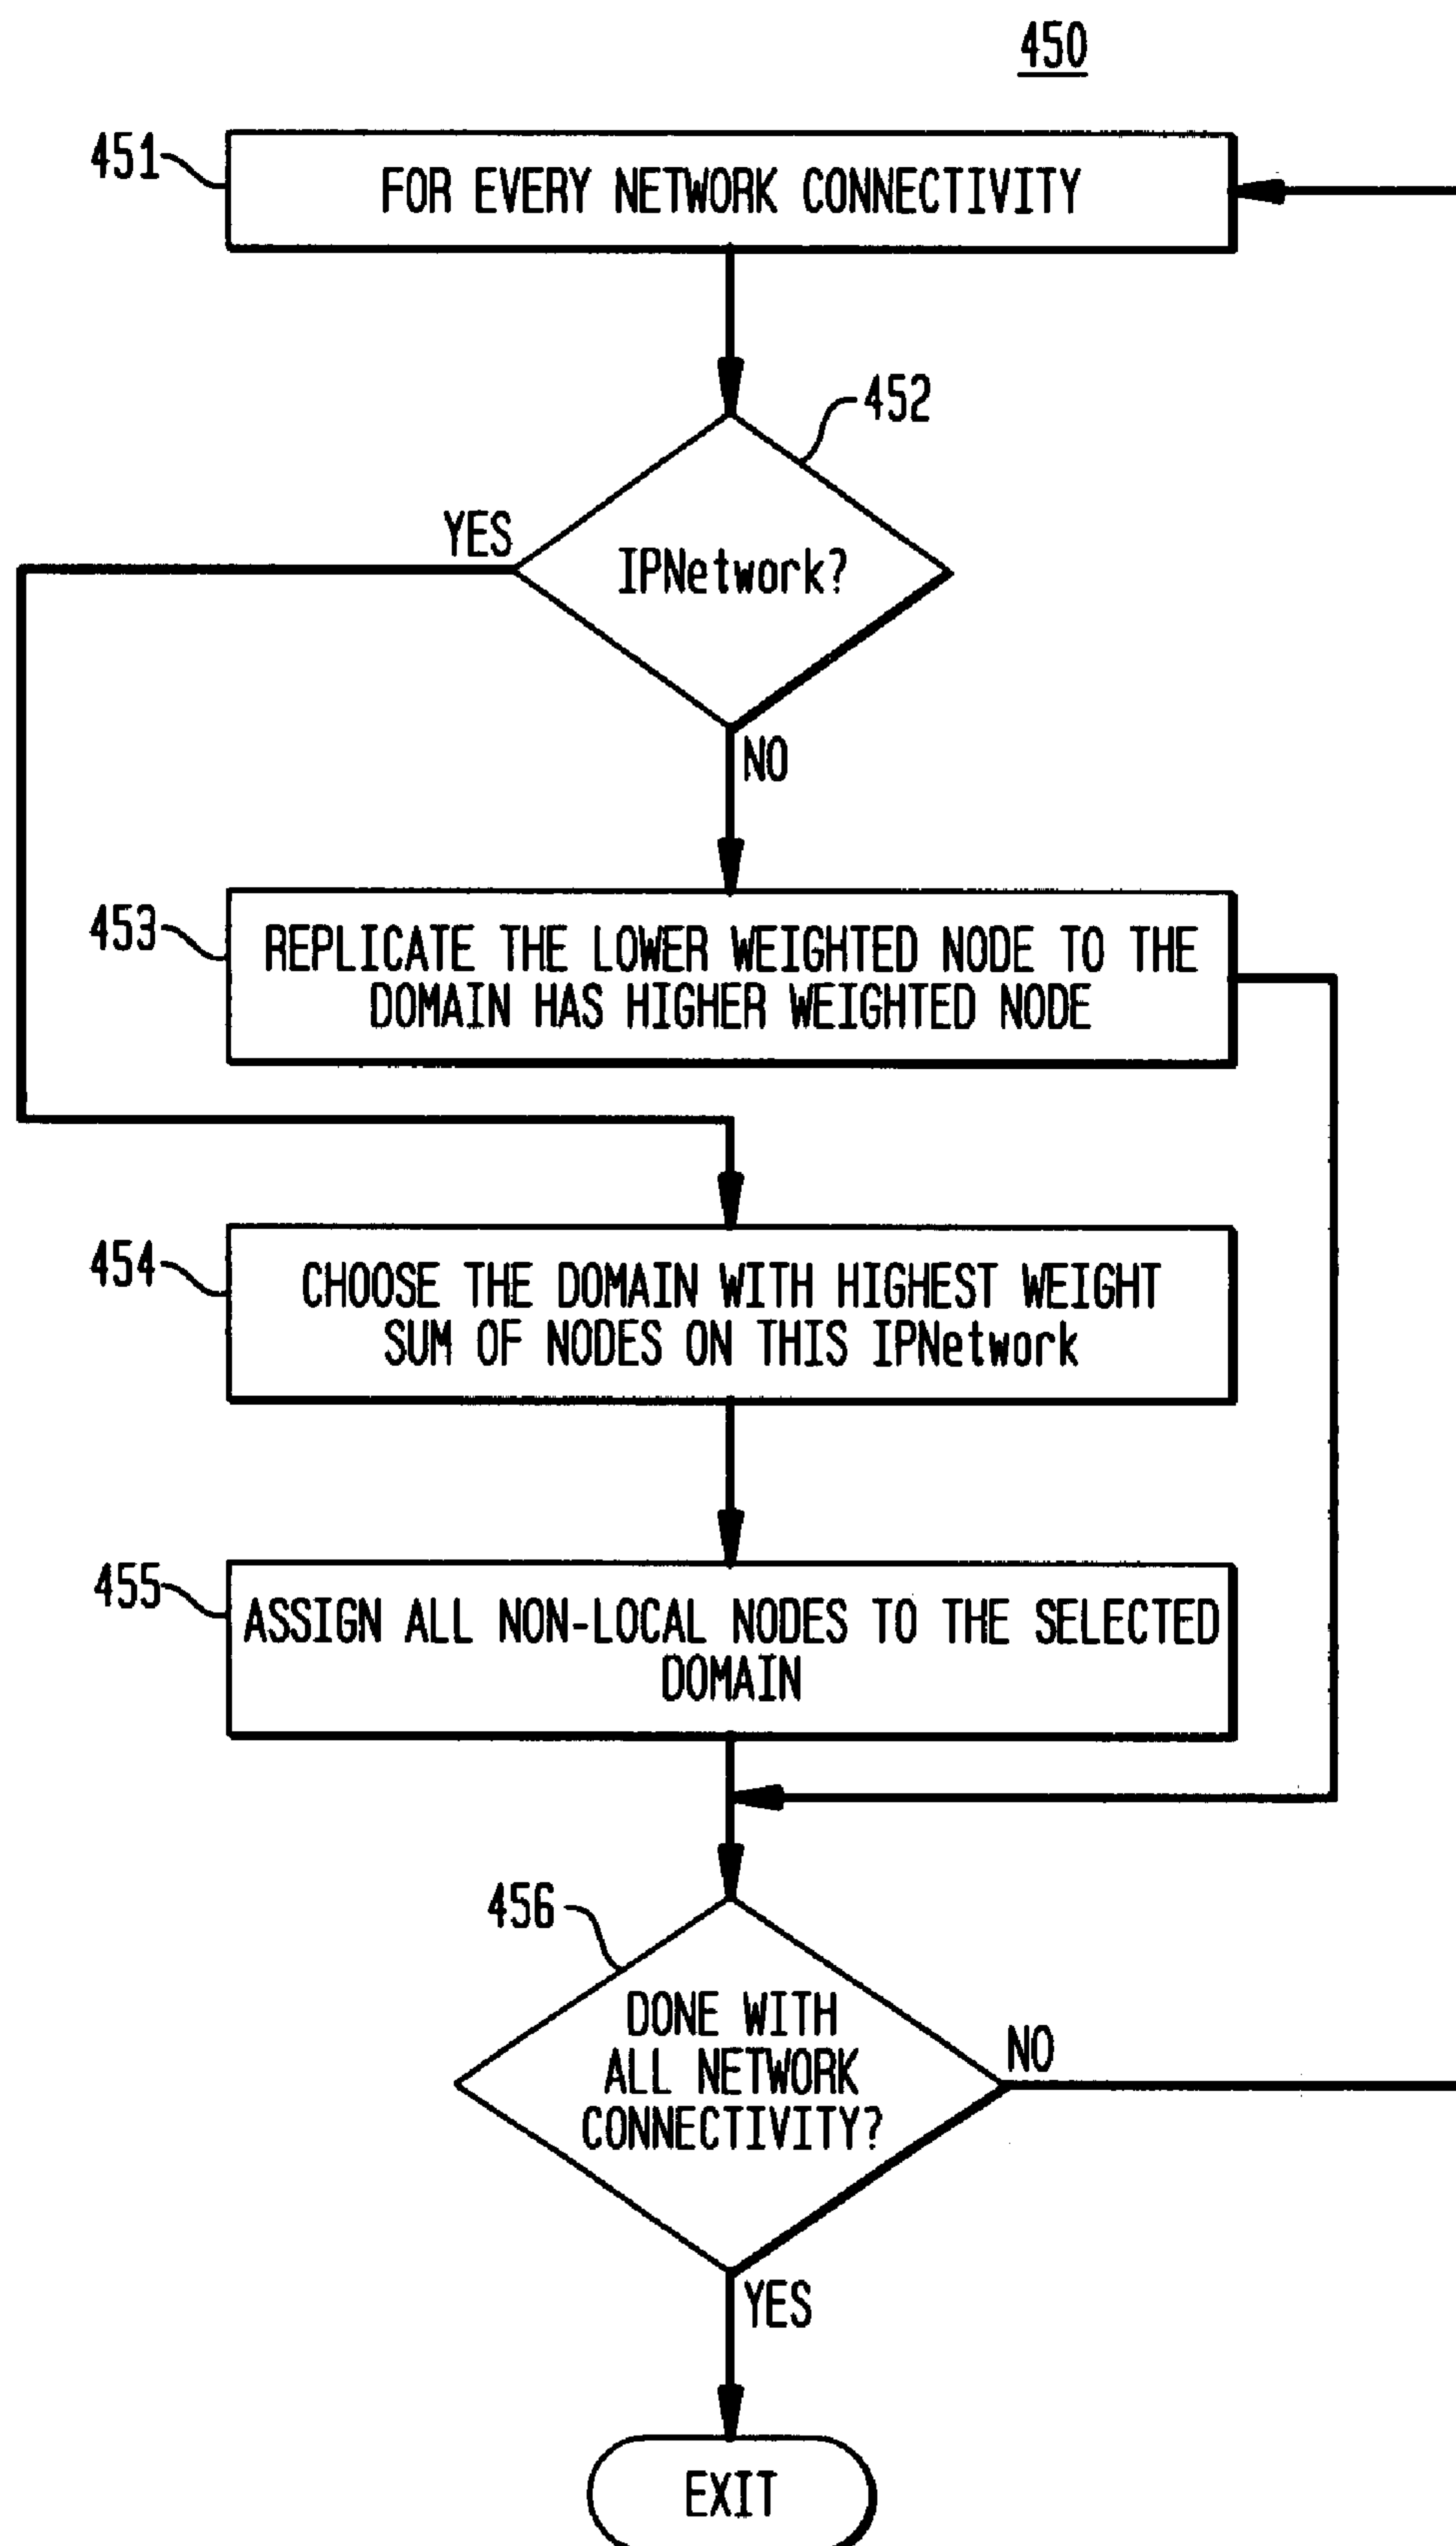 450
451
FOR EVERY NETWORK CONNECTIVITY
452
YES
IPNetwork?
NO
453
REPLICATE THE LOWER WEIGHTED NODE TO THE
DOMAIN HAS HIGHER WEIGHTED NODE
454
CHOOSE THE DOMAIN WITH HIGHEST WEIGHT
SUM OF NODES ON THIS IPNetwork
455
ASSIGN ALL NON-LOCAL NODES TO THE SELECTED
DOMAIN
456
DONE WITH
ALL NETWORK
CONNECTIVITY?
NO
YES
EXIT